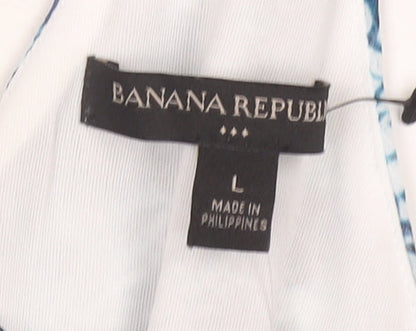 BANANA REPUBL
L
MADE IN
PHILIPPINES